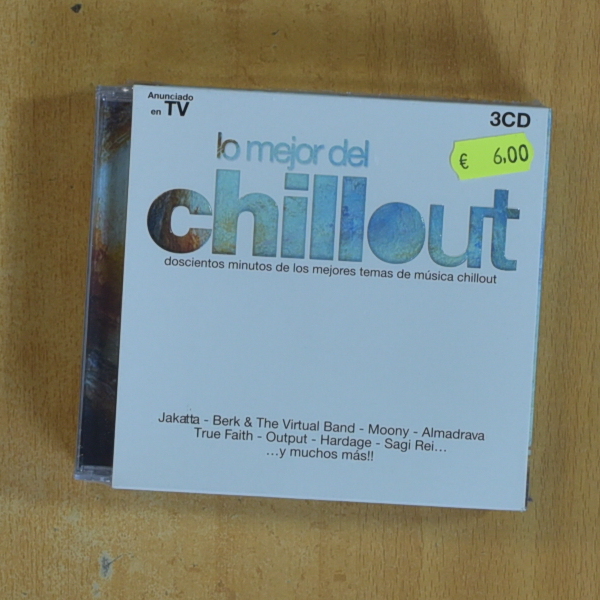 Anunciado
en TV
3CD
€ 6,00
lo mejor del
chillout
doscientos minutos de los mejores temas de música chillout
Jakatta - Berk & The Virtual Band - Moony - Almadrava
True Faith - Output - Hardage - Sagi Rei...
...y muchos más!!